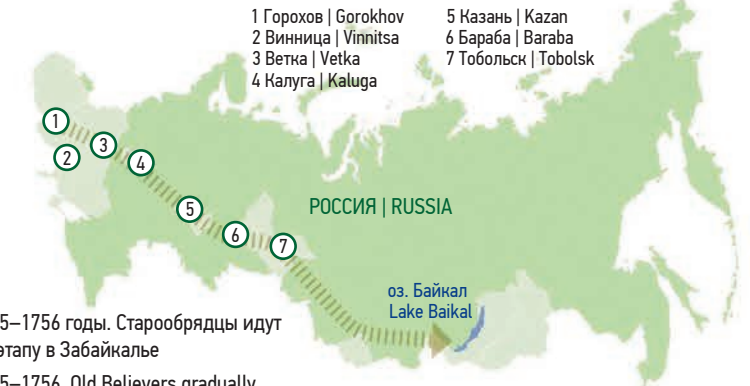 1 Горохов | Gorokhov
2 Винница | Vinnitsa
3 Ветка | Vetka
4 Калуга | Kaluga
5 Казань | Kazan
6 Бараба | Baraba
7 Тобольск | Tobolsk
1
2
3
4
5
6
7
РОССИЯ | RUSSIA
оз. Байкал
Lake Baikal
5–1756 годы. Старообрядцы идут
этапу в Забайкалье
5–1756. Old Believers gradually